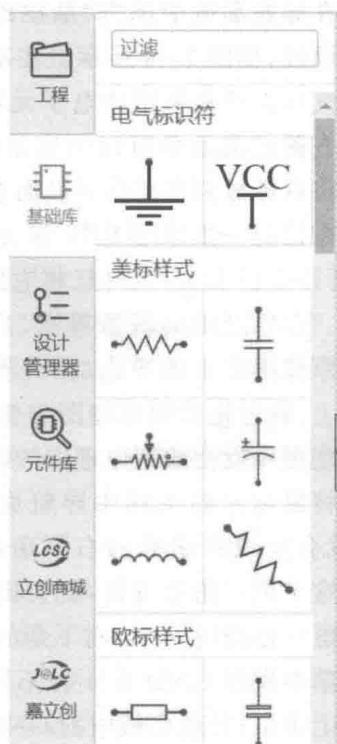 过滤
工程
电气标识符
VCC
基础库
美标样式
设计
管理器
元件库
LCSC
立创商城
欧标样式
J@LC
嘉立创